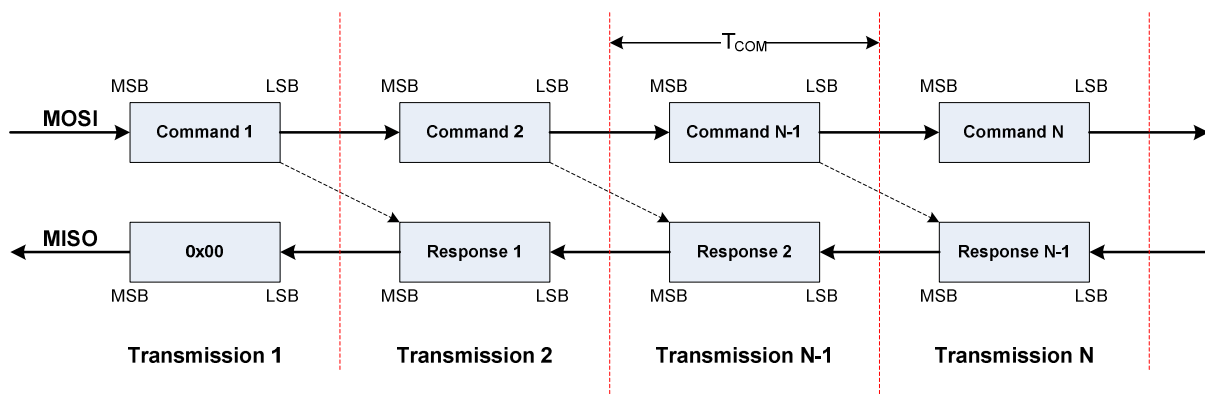 T_COM
MSB LSB MSB LSB MSB LSB MSB LSB
MOSI Command 1 Command 2 Command N-1 Command N
MISO 0x00 Response 1 Response 2 Response N-1
MSB LSB MSB LSB MSB LSB MSB LSB
Transmission 1 Transmission 2 Transmission N-1 Transmission N